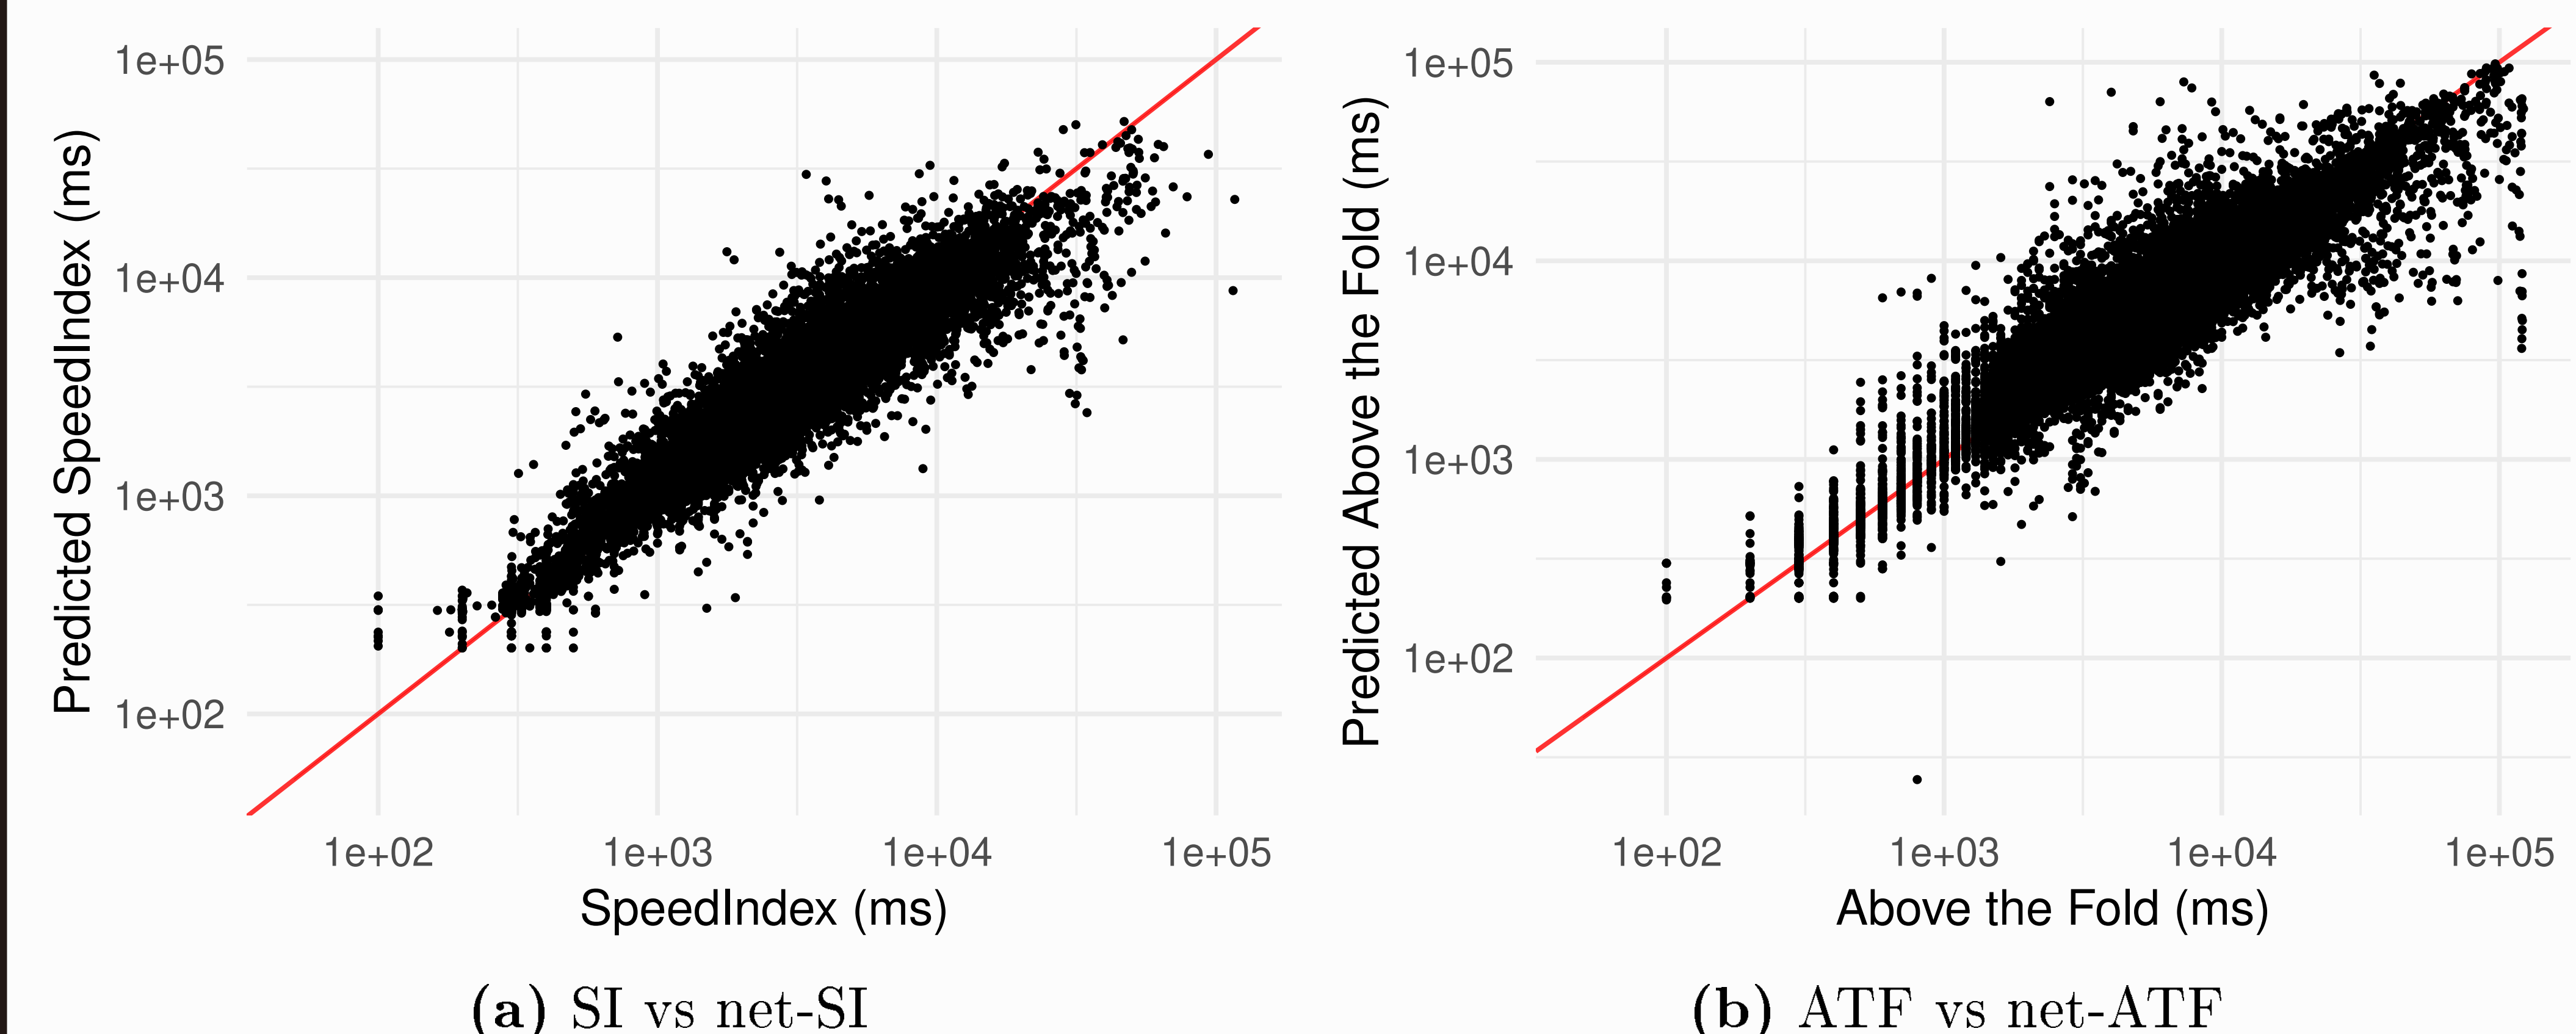 Predicted SpeedIndex (ms)
1e+05
1e+04
1e+03
1e+02
1e+02 1e+03 1e+04 1e+05
SpeedIndex (ms)
(a) SI vs net-SI
Predicted Above the Fold (ms)
1e+05
1e+04
1e+03
1e+02
1e+02 1e+03 1e+04 1e+05
Above the Fold (ms)
(b) ATF vs net-ATF